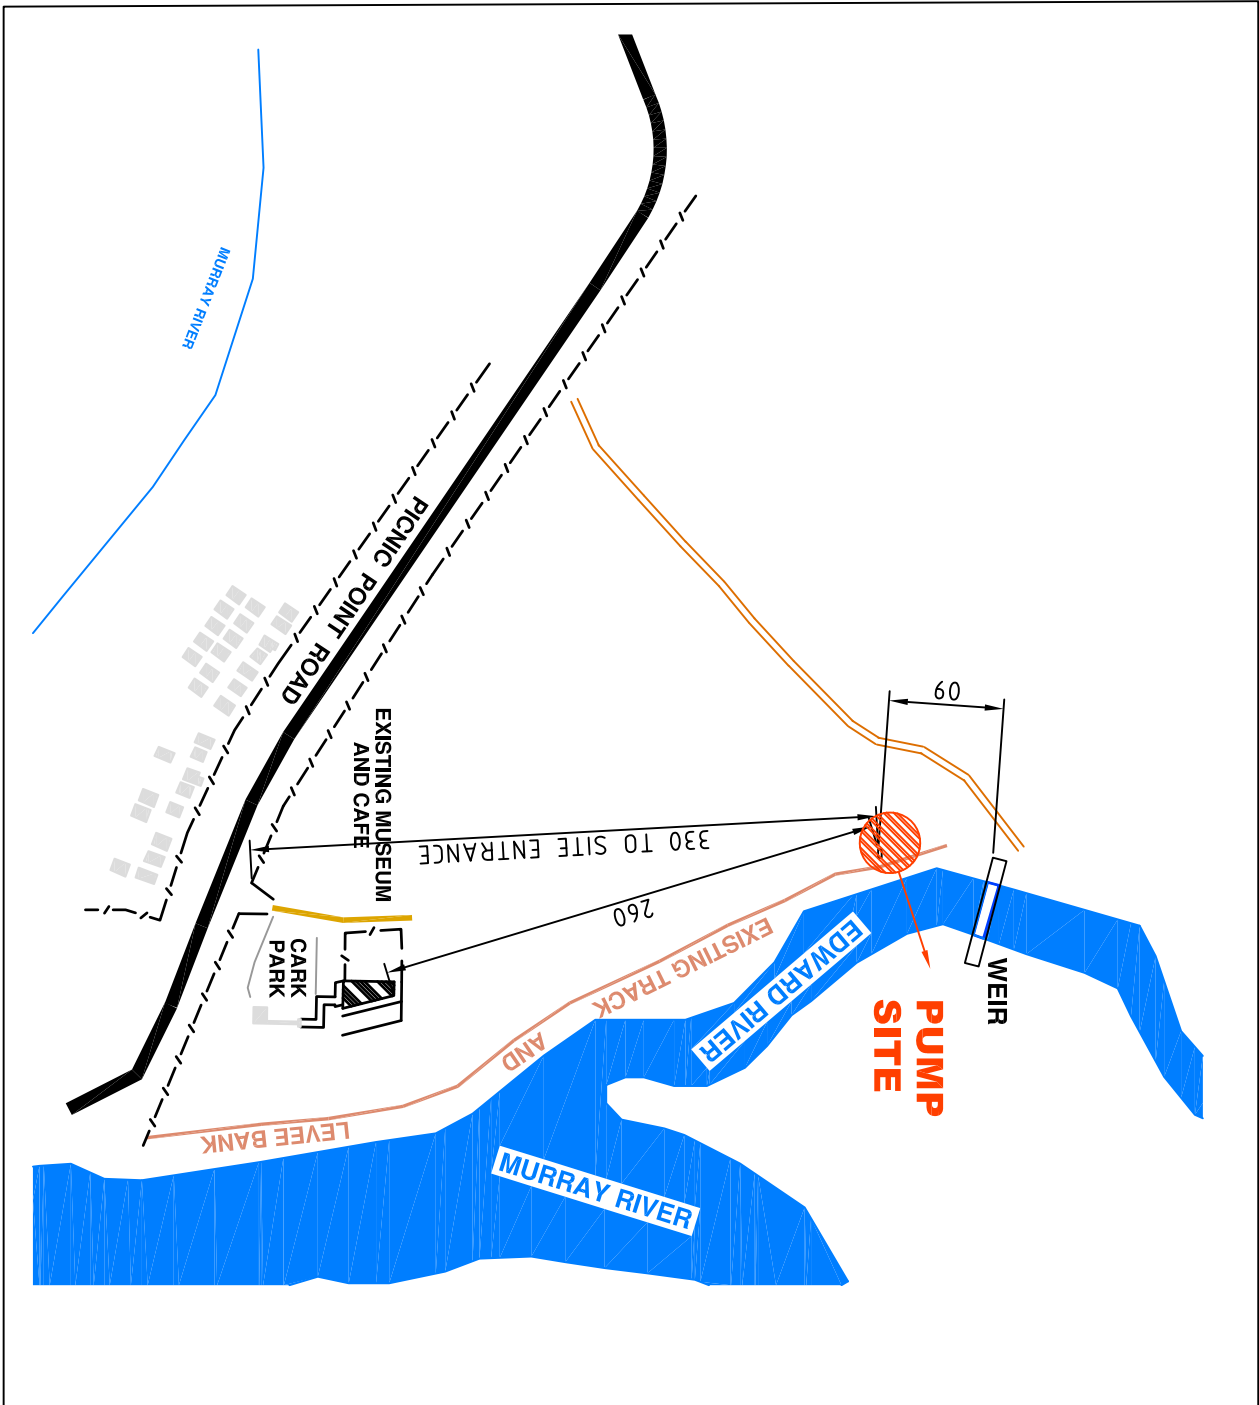 MURRAY RIVER
PICNIC POINT ROAD
60
EXISTING MUSEUM
AND CAFE
330 TO SITE ENTRANCE
260
CARK
PARK
EXISTING TRACK
AND
LEVEE BANK
EDWARD RIVER
WEIR
PUMP
SITE
MURRAY RIVER